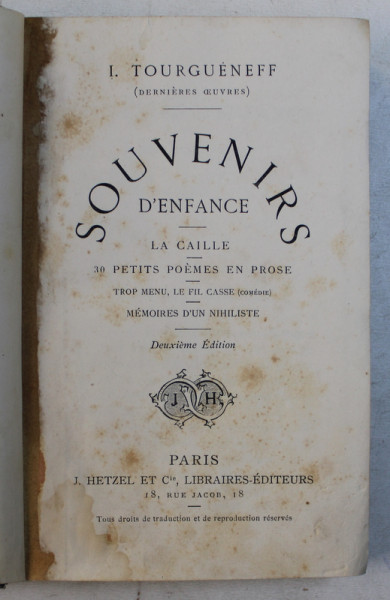 I. TOURGUÉNEFF
(DERNIÈRES ŒUVRES)
SOUVENIRS
D'ENFANCE
LA CAILLE
30 PETITS POÈMES EN PROSE
TROP MENU, LE FIL CASSE (COMÉDIE)
MÉMOIRES D'UN NIHILISTE
Deuxième Édition
J H
PARIS
J. HETZEL ET Cie, LIBRAIRES-ÉDITEURS
18, RUE JACOB, 18
Tous droits de traduction et de reproduction réservés